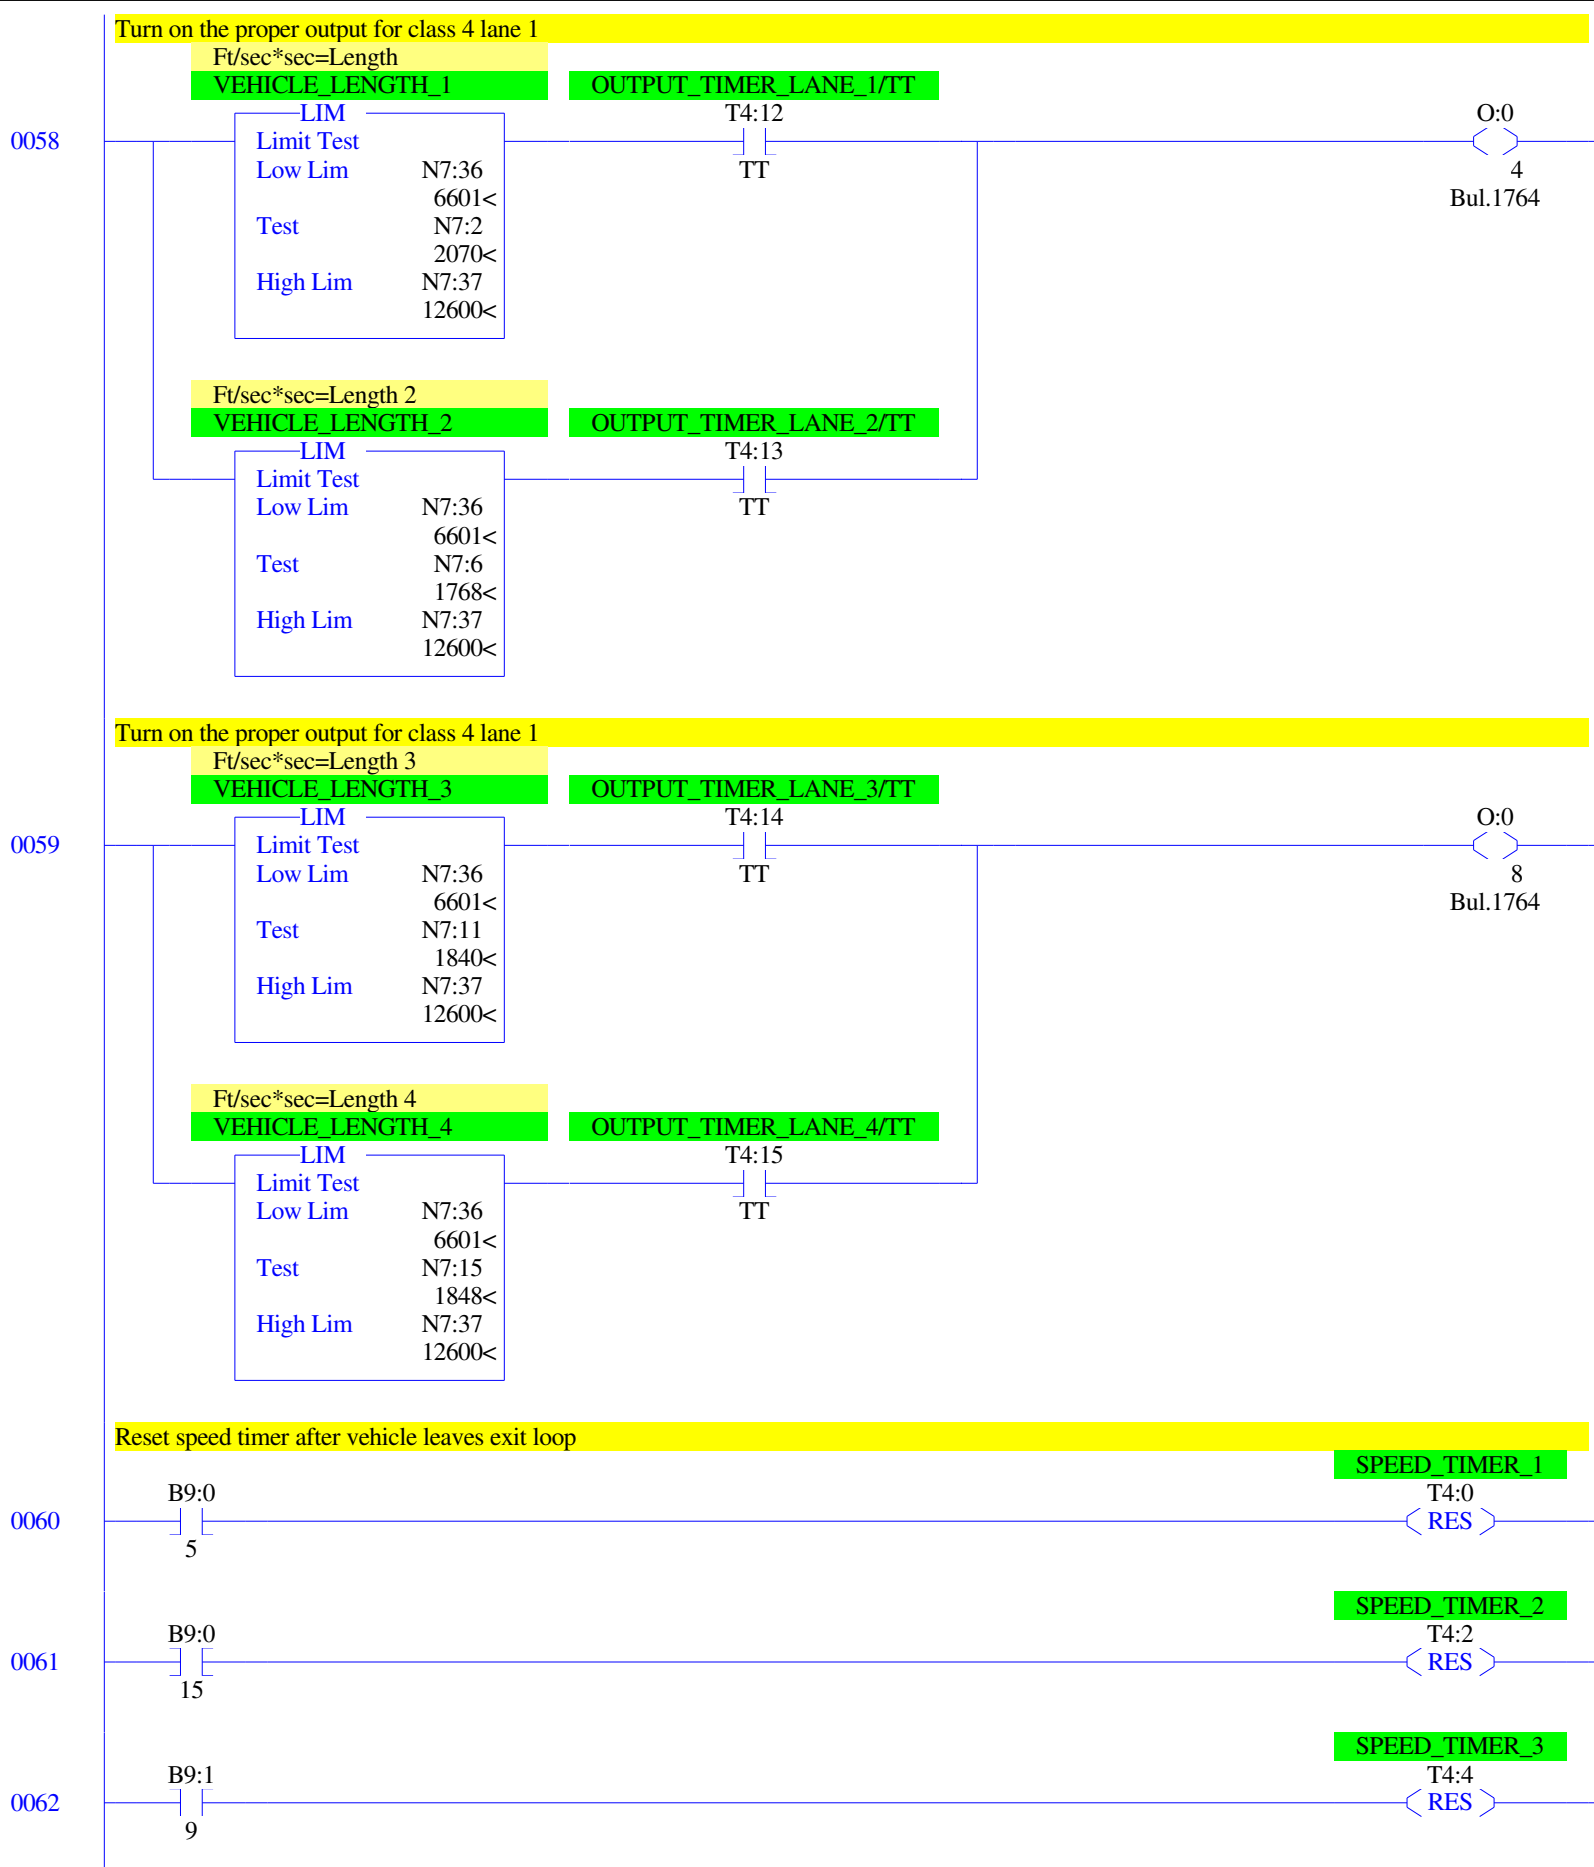 Turn on the proper output for class 4 lane 1
Ft/sec*sec=Length
VEHICLE_LENGTH_1 OUTPUT_TIMER_LANE_1/TT
LIM T4:12 O:0
0058 Limit Test
Low Lim N7:36 TT 4
6601< Bul.1764
Test N7:2
2070<
High Lim N7:37
12600<
Ft/sec*sec=Length 2
VEHICLE_LENGTH_2 OUTPUT_TIMER_LANE_2/TT
LIM T4:13
Limit Test
Low Lim N7:36 TT
6601<
Test N7:6
1768<
High Lim N7:37
12600<
Turn on the proper output for class 4 lane 1
Ft/sec*sec=Length 3
VEHICLE_LENGTH_3 OUTPUT_TIMER_LANE_3/TT
LIM T4:14 O:0
0059 Limit Test
Low Lim N7:36 TT 8
6601< Bul.1764
Test N7:11
1840<
High Lim N7:37
12600<
Ft/sec*sec=Length 4
VEHICLE_LENGTH_4 OUTPUT_TIMER_LANE_4/TT
LIM T4:15
Limit Test
Low Lim N7:36 TT
6601<
Test N7:15
1848<
High Lim N7:37
12600<
Reset speed timer after vehicle leaves exit loop
SPEED_TIMER_1
B9:0 T4:0
0060 RES
5
SPEED_TIMER_2
B9:0 T4:2
0061 RES
15
SPEED_TIMER_3
B9:1 T4:4
0062 RES
9